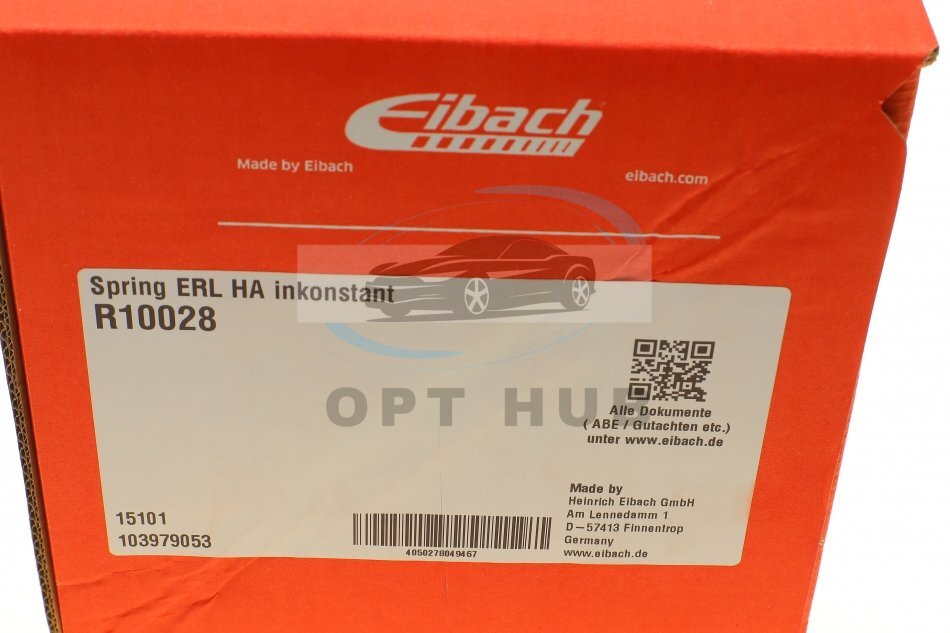 Eibach
Made by Eibach
eibach.com
Spring ERL HA inkonstant
R10028
OPT HUB
Alle Dokumente
( ABE / Gutachten etc.)
unter www.eibach.de
15101
103979053
4050278049467
Made by
Heinrich Eibach GmbH
Am Lennedamm 1
D-57413 Finnentrop
Germany
www.eibach.de